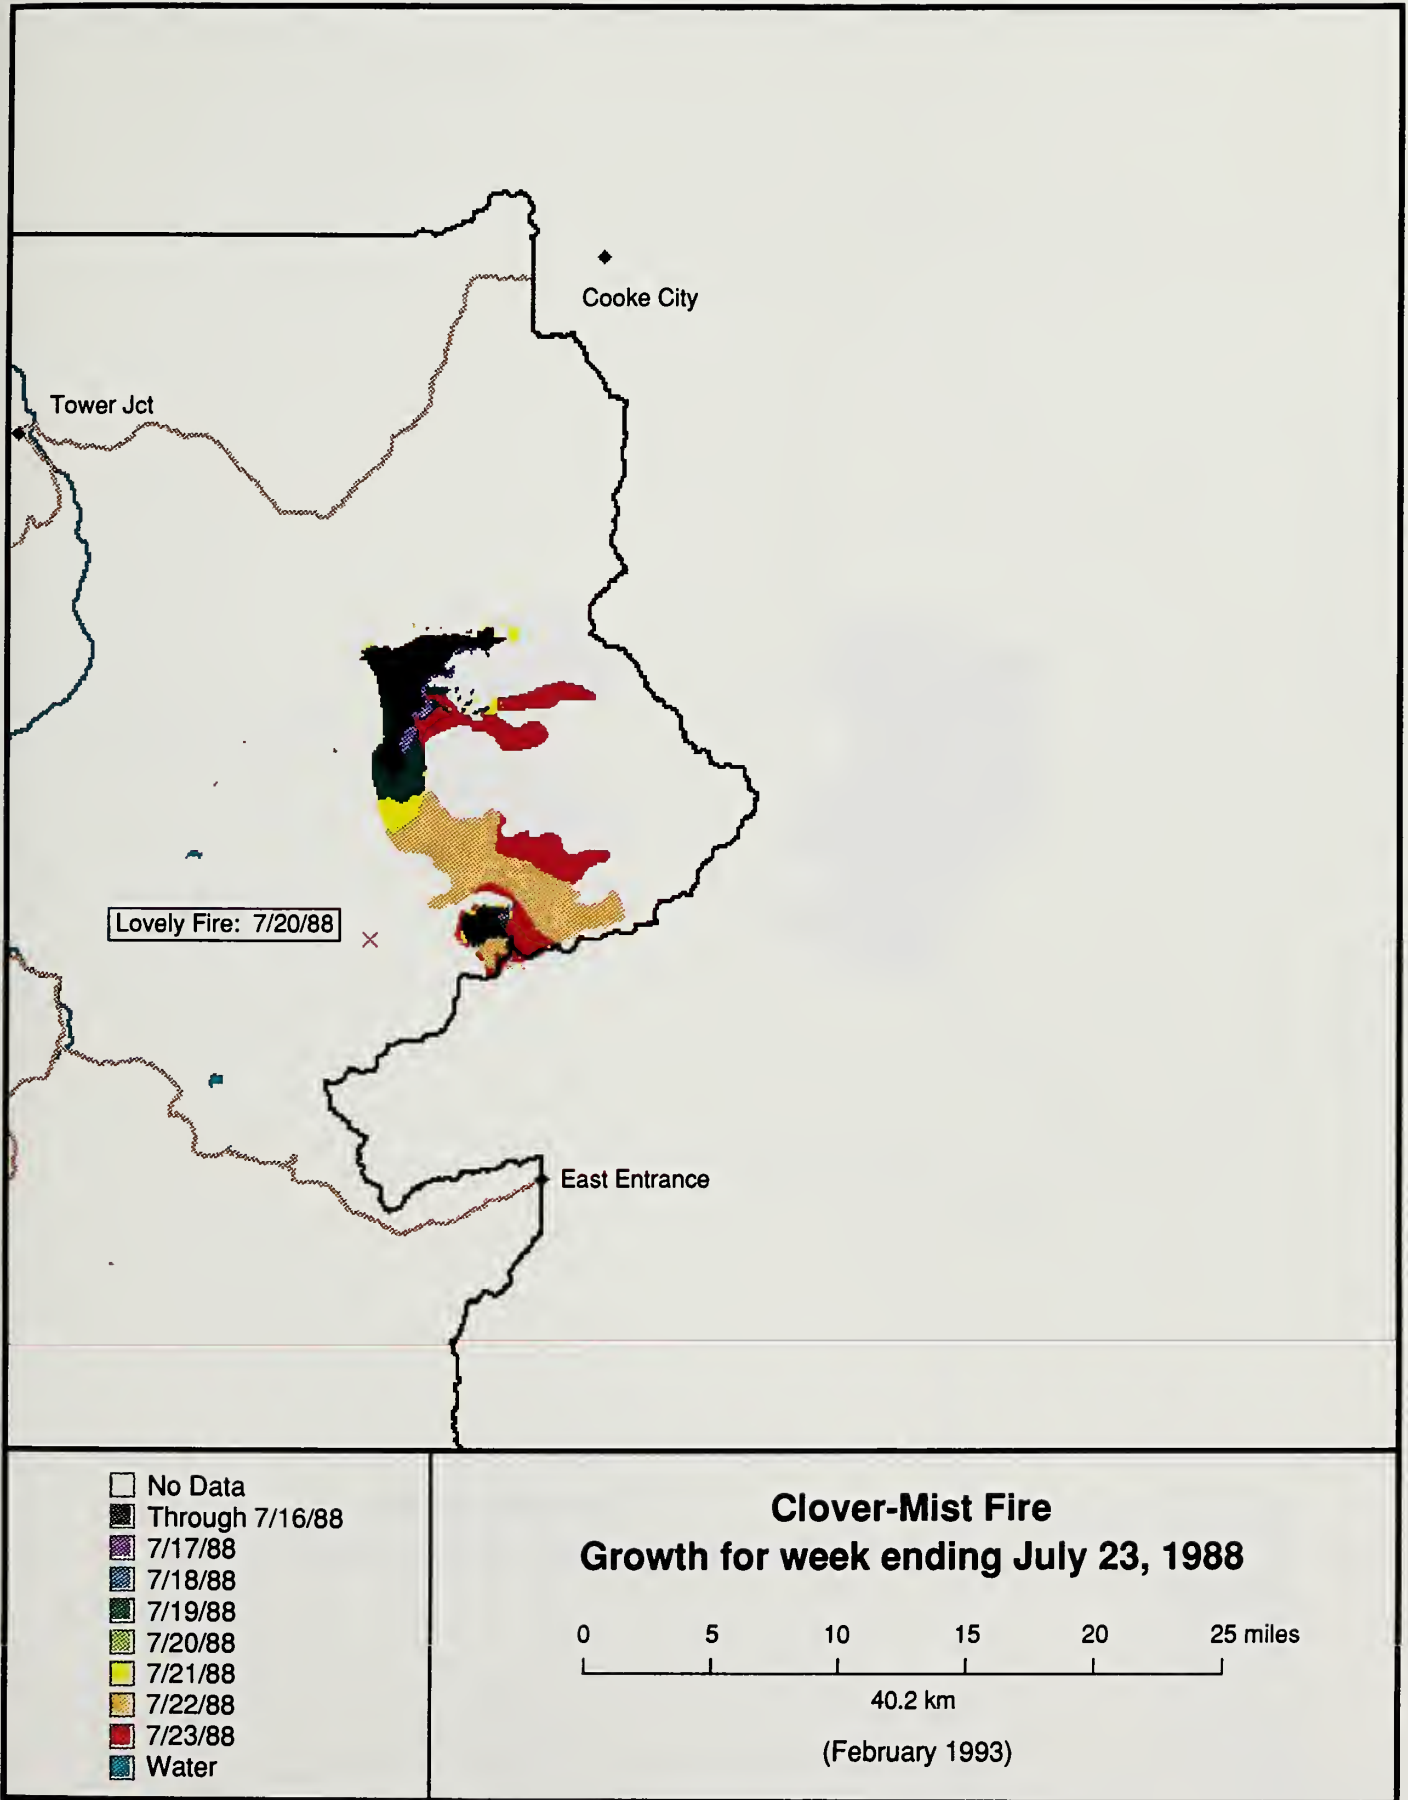 Cooke City
Tower Jct
Lovely Fire: 7/20/88
East Entrance
No Data
Through 7/16/88
7/17/88
7/18/88
7/19/88
7/20/88
7/21/88
7/22/88
7/23/88
Water
Clover-Mist Fire
Growth for week ending July 23, 1988
0 5 10 15 20 25 miles
40.2 km
(February 1993)